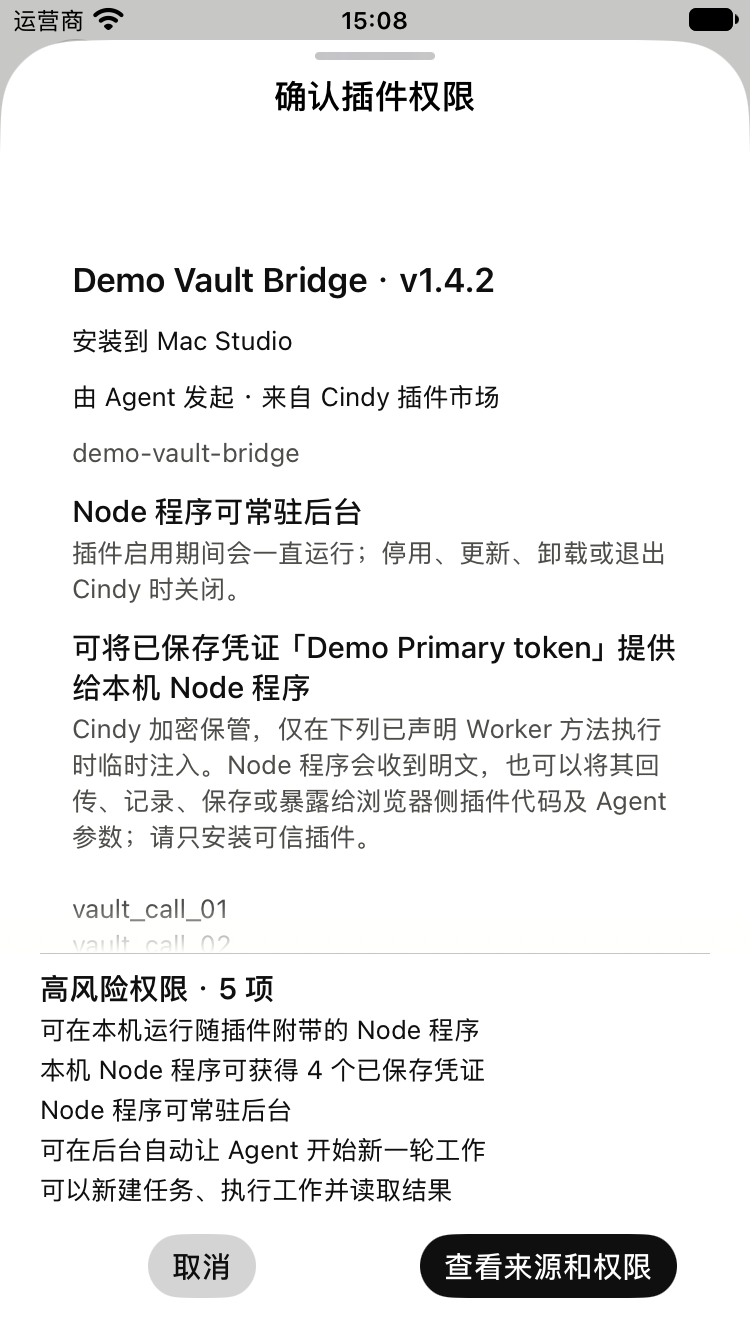 运营商
15:08
确认插件权限
Demo Vault Bridge · v1.4.2
安装到 Mac Studio
由 Agent 发起 · 来自 Cindy 插件市场
demo-vault-bridge
Node 程序可常驻后台
插件启用期间会一直运行；停用、更新、卸载或退出
Cindy 时关闭。
可将已保存凭证「Demo Primary token」提供
给本机 Node 程序
Cindy 加密保管，仅在下列已声明 Worker 方法执行
时临时注入。Node 程序会收到明文，也可以将其回
传、记录、保存或暴露给浏览器侧插件代码及 Agent
参数；请只安装可信插件。
vault_call_01
vault_call_02
高风险权限 · 5 项
可在本机运行随插件附带的 Node 程序
本机 Node 程序可获得 4 个已保存凭证
Node 程序可常驻后台
可在后台自动让 Agent 开始新一轮工作
可以新建任务、执行工作并读取结果
取消
查看来源和权限